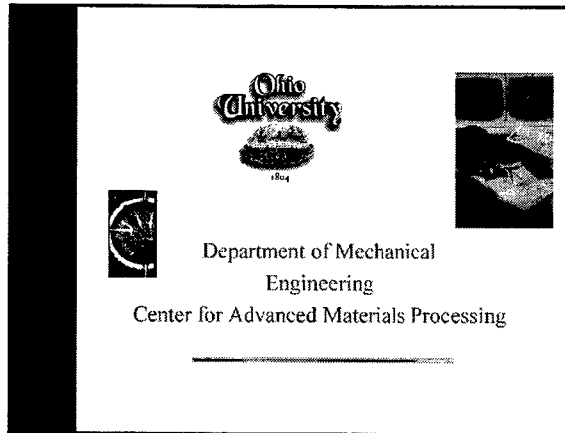 Ohio
University
1804
Department of Mechanical
Engineering
Center for Advanced Materials Processing